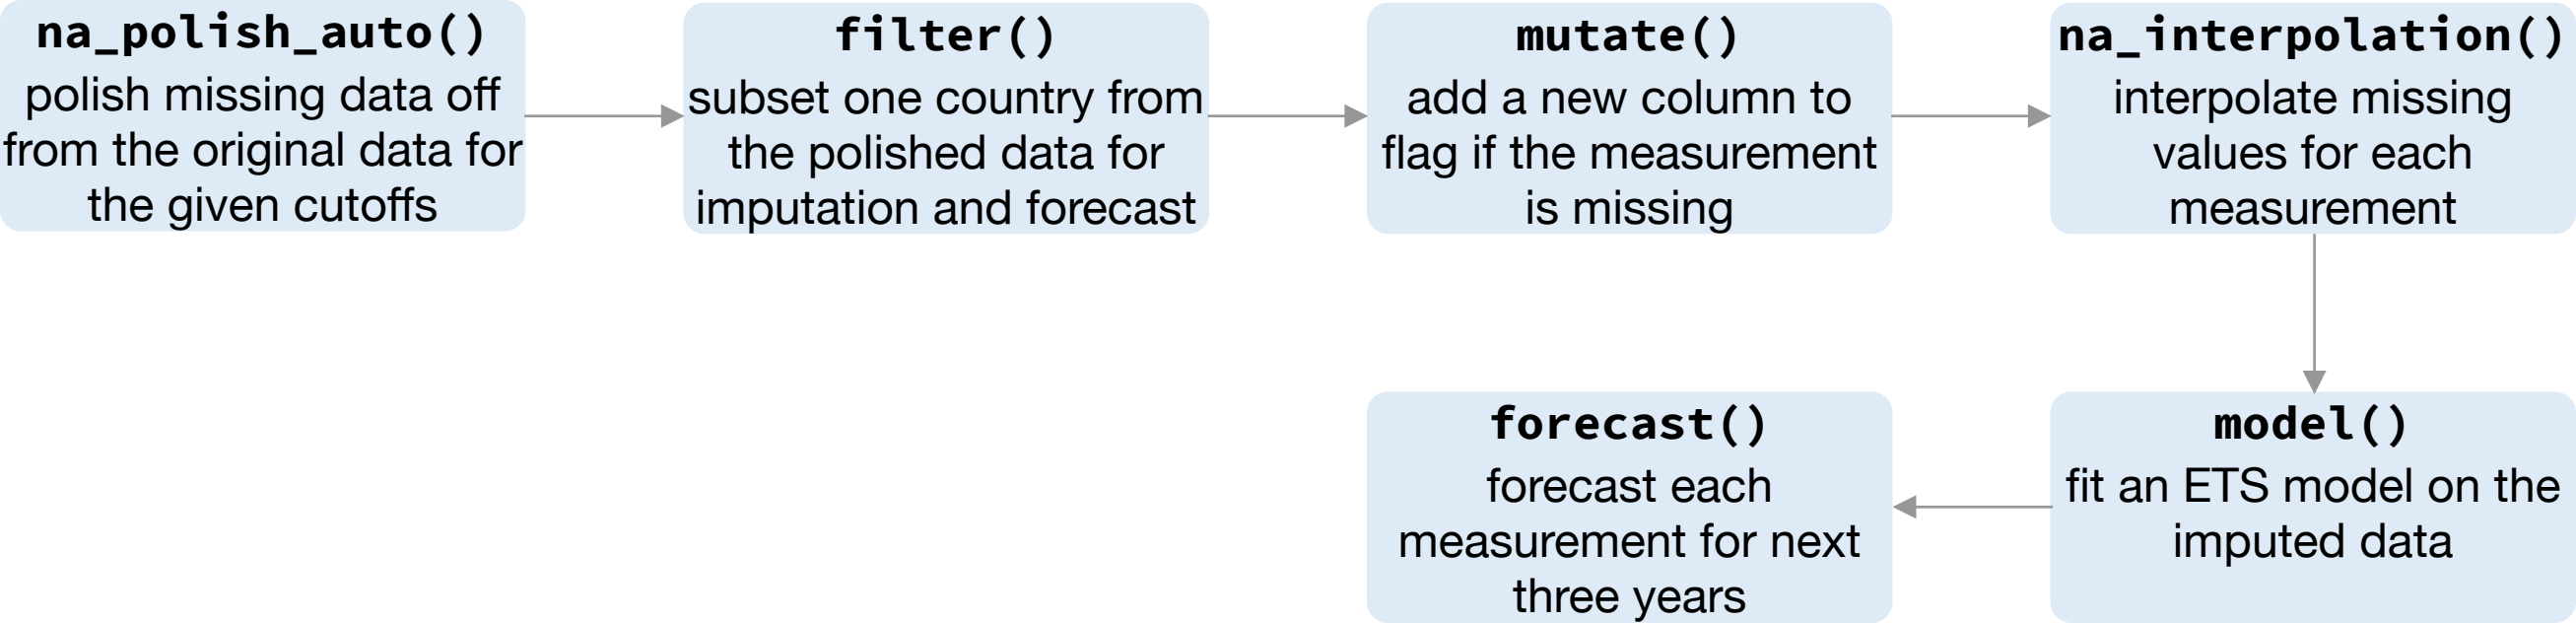 na_polish_auto()
polish missing data off
from the original data for
the given cutoffs
filter()
subset one country from
the polished data for
imputation and forecast
mutate()
add a new column to
flag if the measurement
is missing
na_interpolation()
interpolate missing
values for each
measurement
model()
fit an ETS model on the
imputed data
forecast()
forecast each
measurement for next
three years